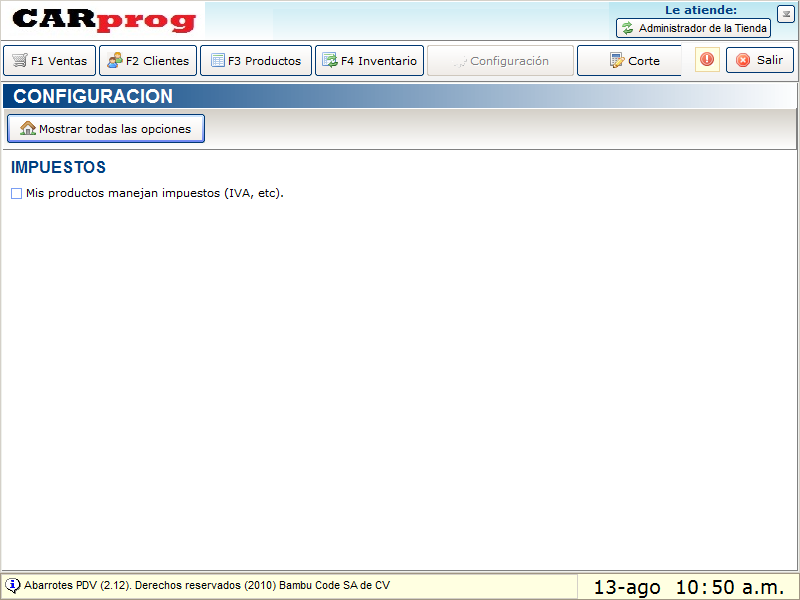 CARprog
Le atiende:
Administrador de la Tienda
F1 Ventas
F2 Clientes
F3 Productos
F4 Inventario
Configuración
Corte
Salir
CONFIGURACION
Mostrar todas las opciones
IMPUESTOS
Mis productos manejan impuestos (IVA, etc).
Abarrotes PDV (2.12). Derechos reservados (2010) Bambu Code SA de CV
13-ago 10:50 a.m.